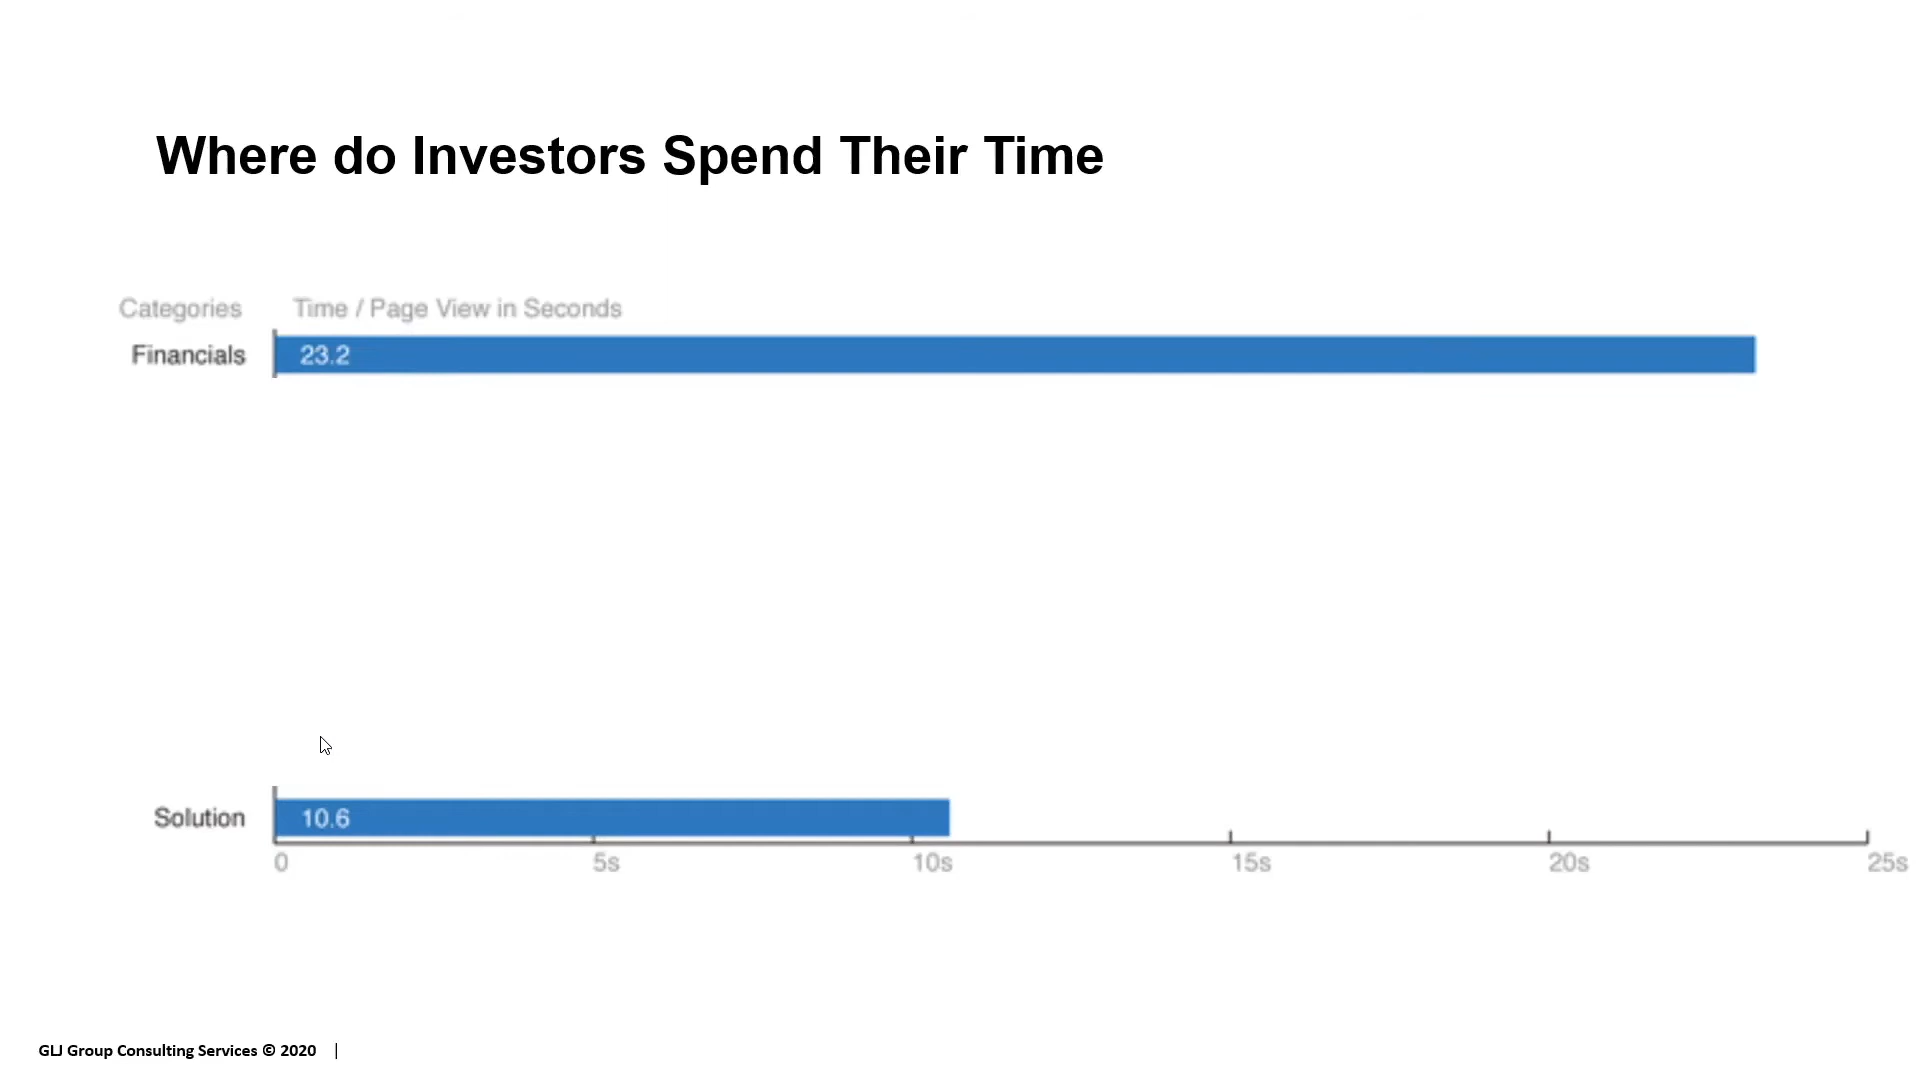 Where do Investors Spend Their Time
Categories Time / Page View in Seconds
Financials 23.2
Solution 10.6
0 5s 10s 15s 20s 25s
GLJ Group Consulting Services © 2020 |